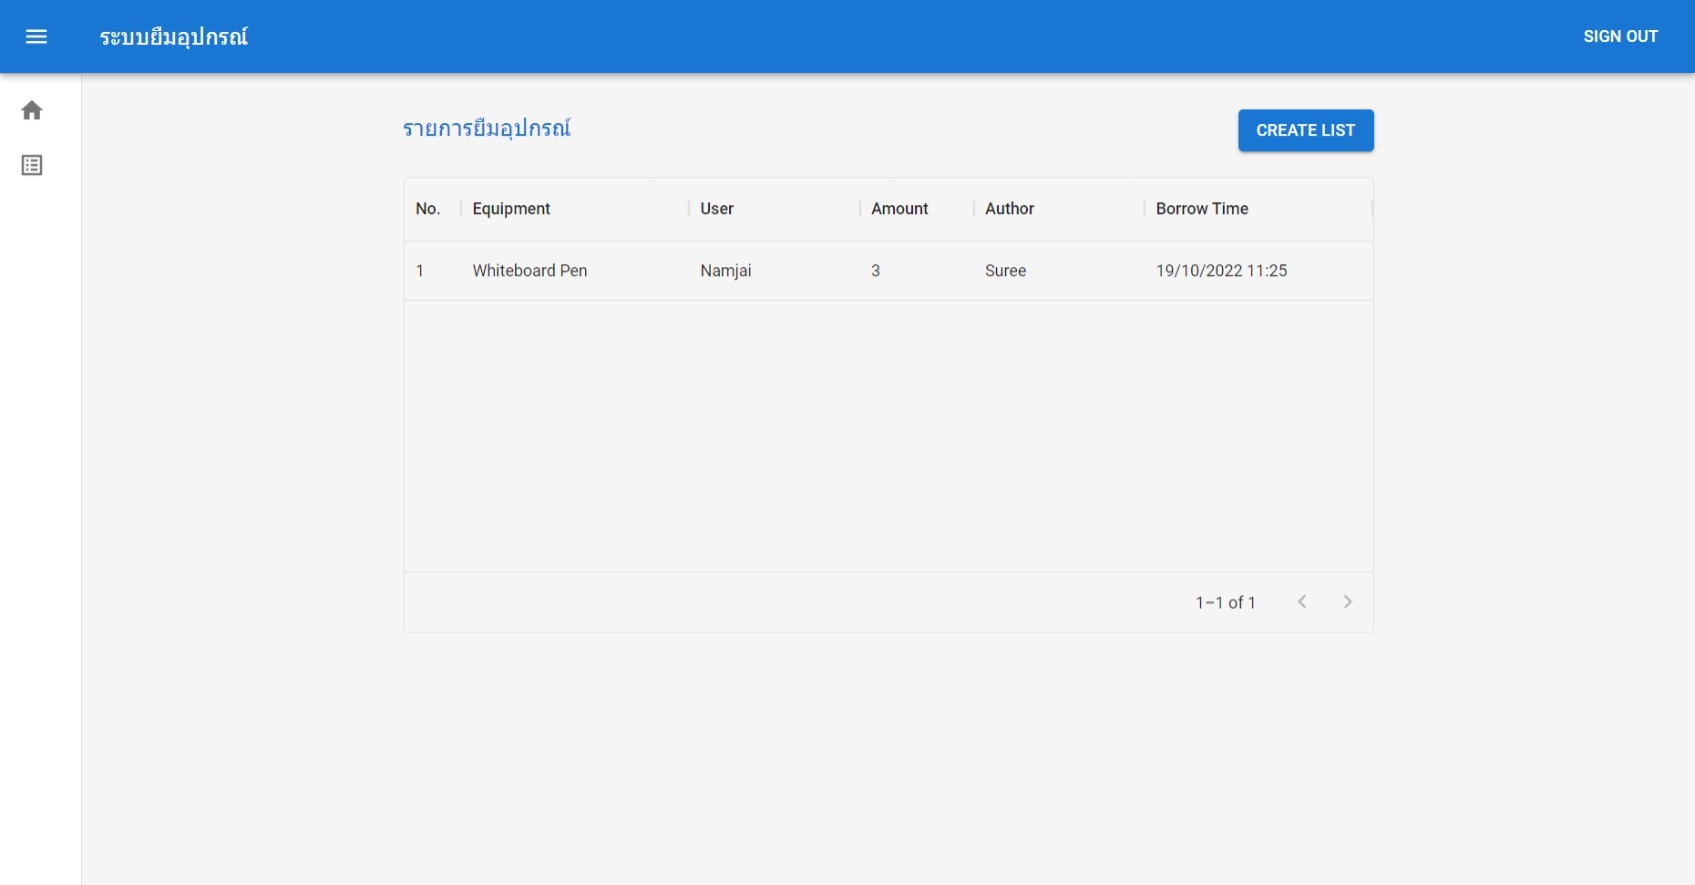 ระบบยืมอุปกรณ์ SIGN OUT
รายการยืมอุปกรณ์ CREATE LIST
No. Equipment User Amount Author Borrow Time
1 Whiteboard Pen Namjai 3 Suree 19/10/2022 11:25
1–1 of 1